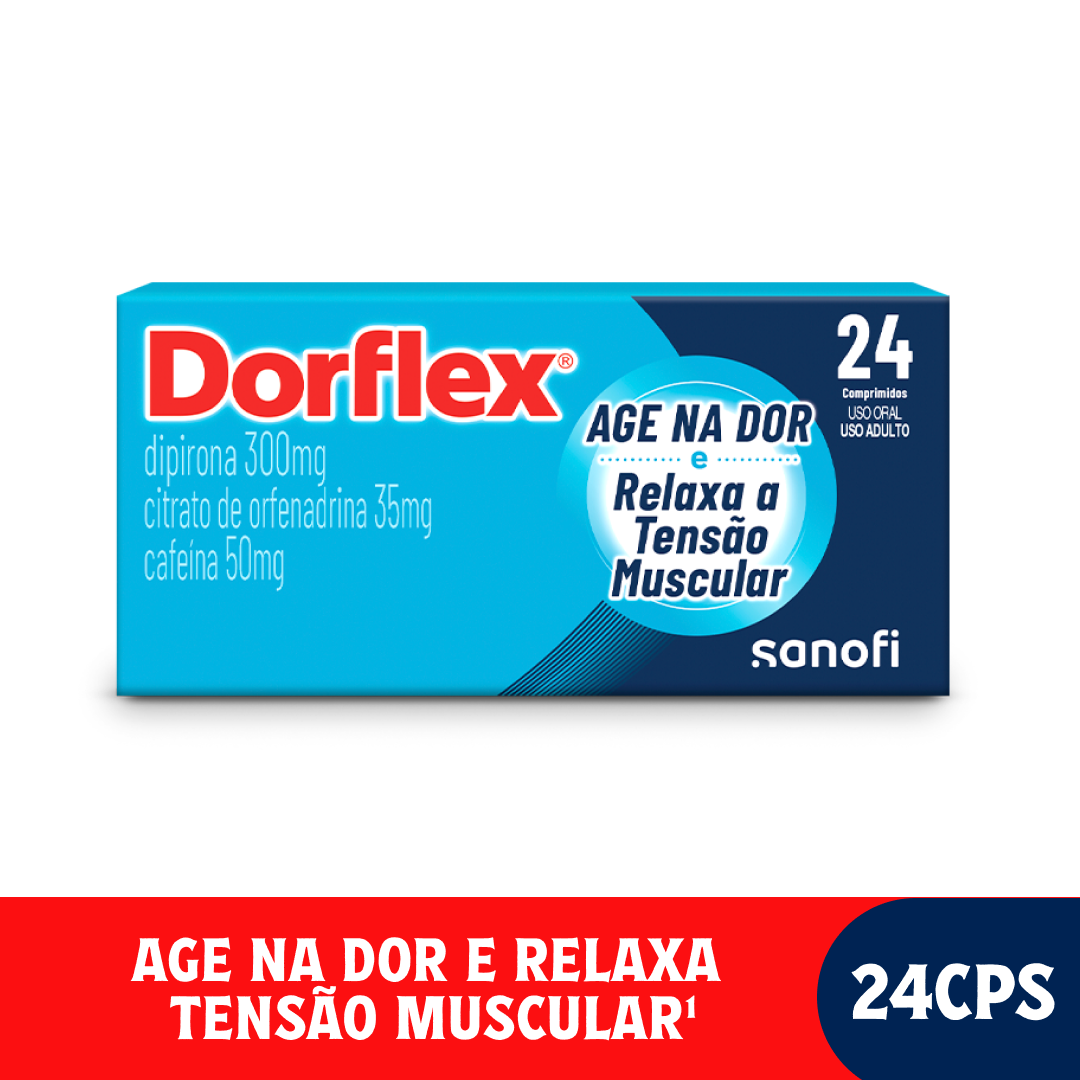 Dorflex®
dipirona 300mg
citrato de orfenadrina 35mg
cafeína 50mg
AGE NA DOR
e
Relaxa a
Tensão
Muscular
24
Comprimidos
USO ORAL
USO ADULTO
sanofi
AGE NA DOR E RELAXA
TENSÃO MUSCULAR¹
24CPS